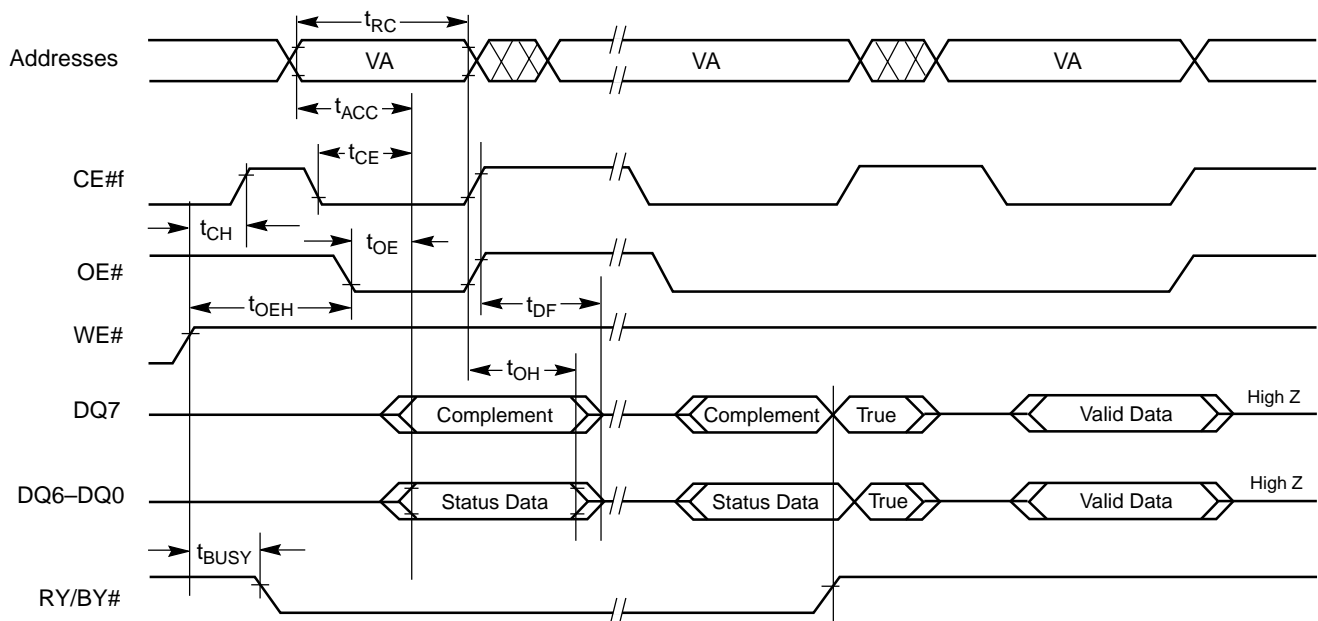 tRC
Addresses VA VA VA
tACC
tCE
CE#f
tCH tOE
OE#
tOEH tDF
WE#
tOH
DQ7 Complement Complement True Valid Data High Z
DQ6–DQ0 Status Data Status Data True Valid Data High Z
tBUSY
RY/BY#